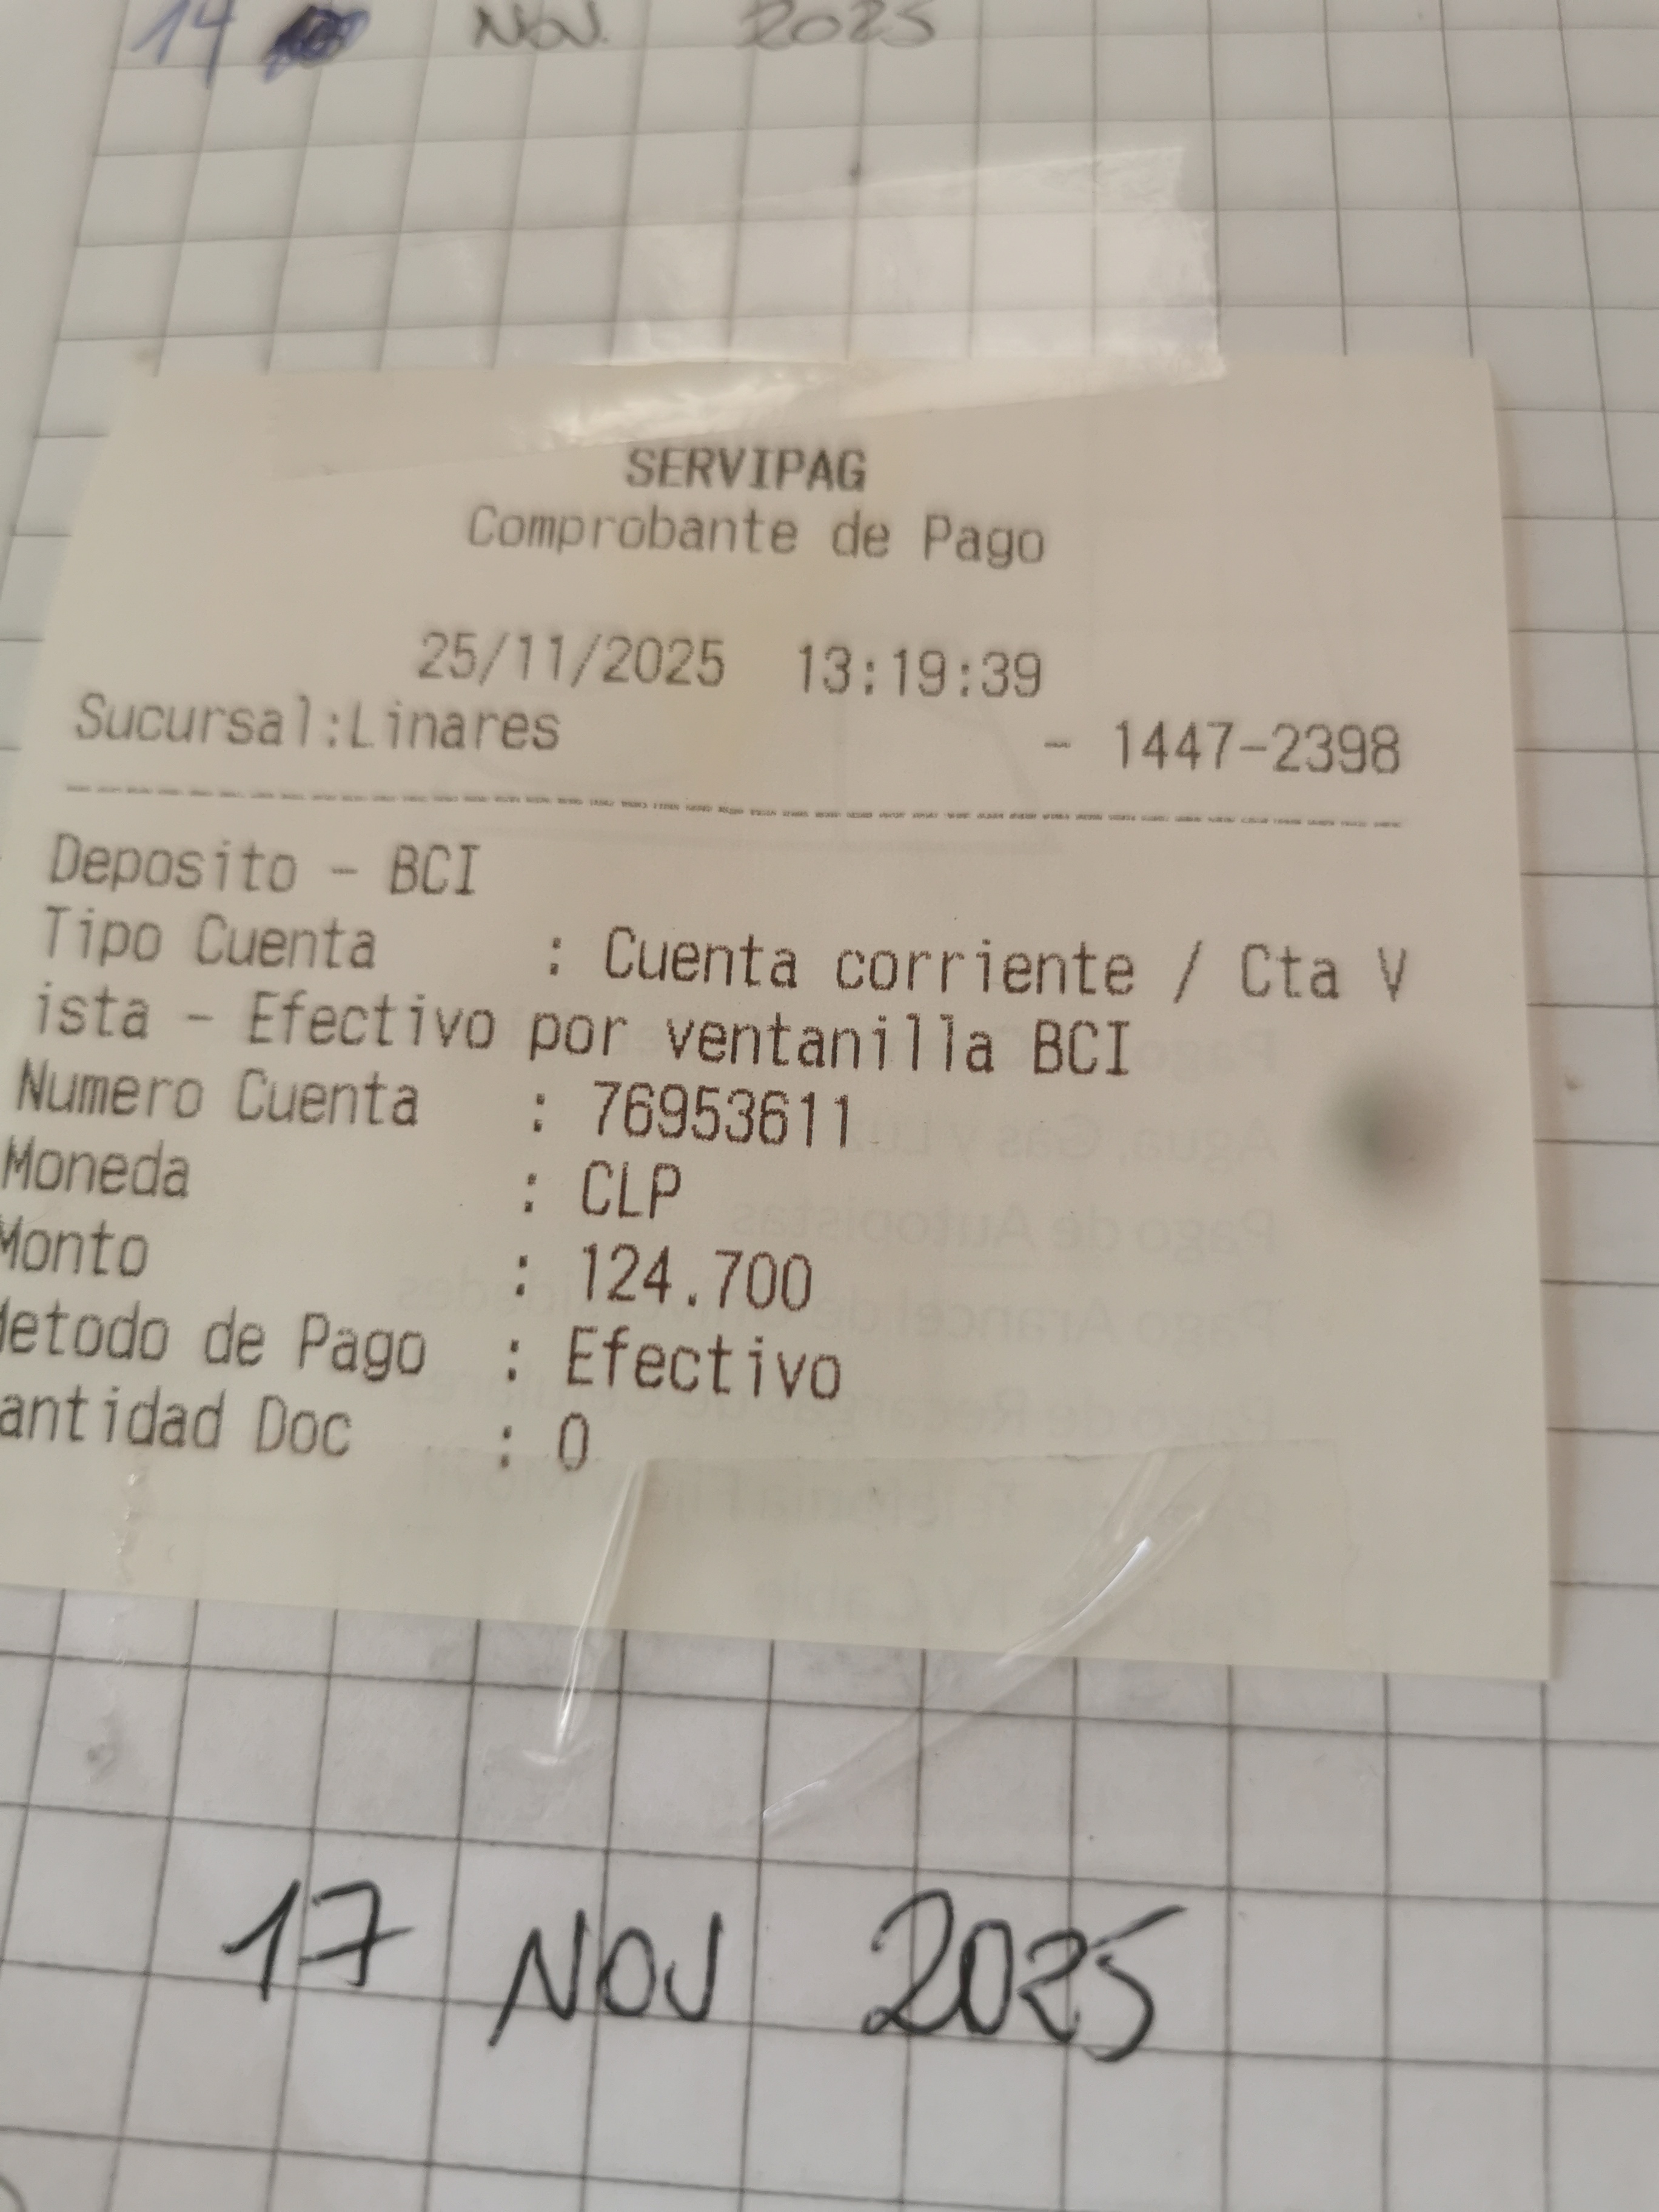 14 Nov. 2025
SERVIPAG
Comprobante de Pago
25/11/2025 13:19:39
Sucursal:Linares - 1447-2398
Deposito - BCI
Tipo Cuenta : Cuenta corriente / Cta V
ista - Efectivo por ventanilla BCI
Numero Cuenta : 76953611
Moneda : CLP
Monto : 124.700
etodo de Pago : Efectivo
antidad Doc : 0
17 NOV 2025